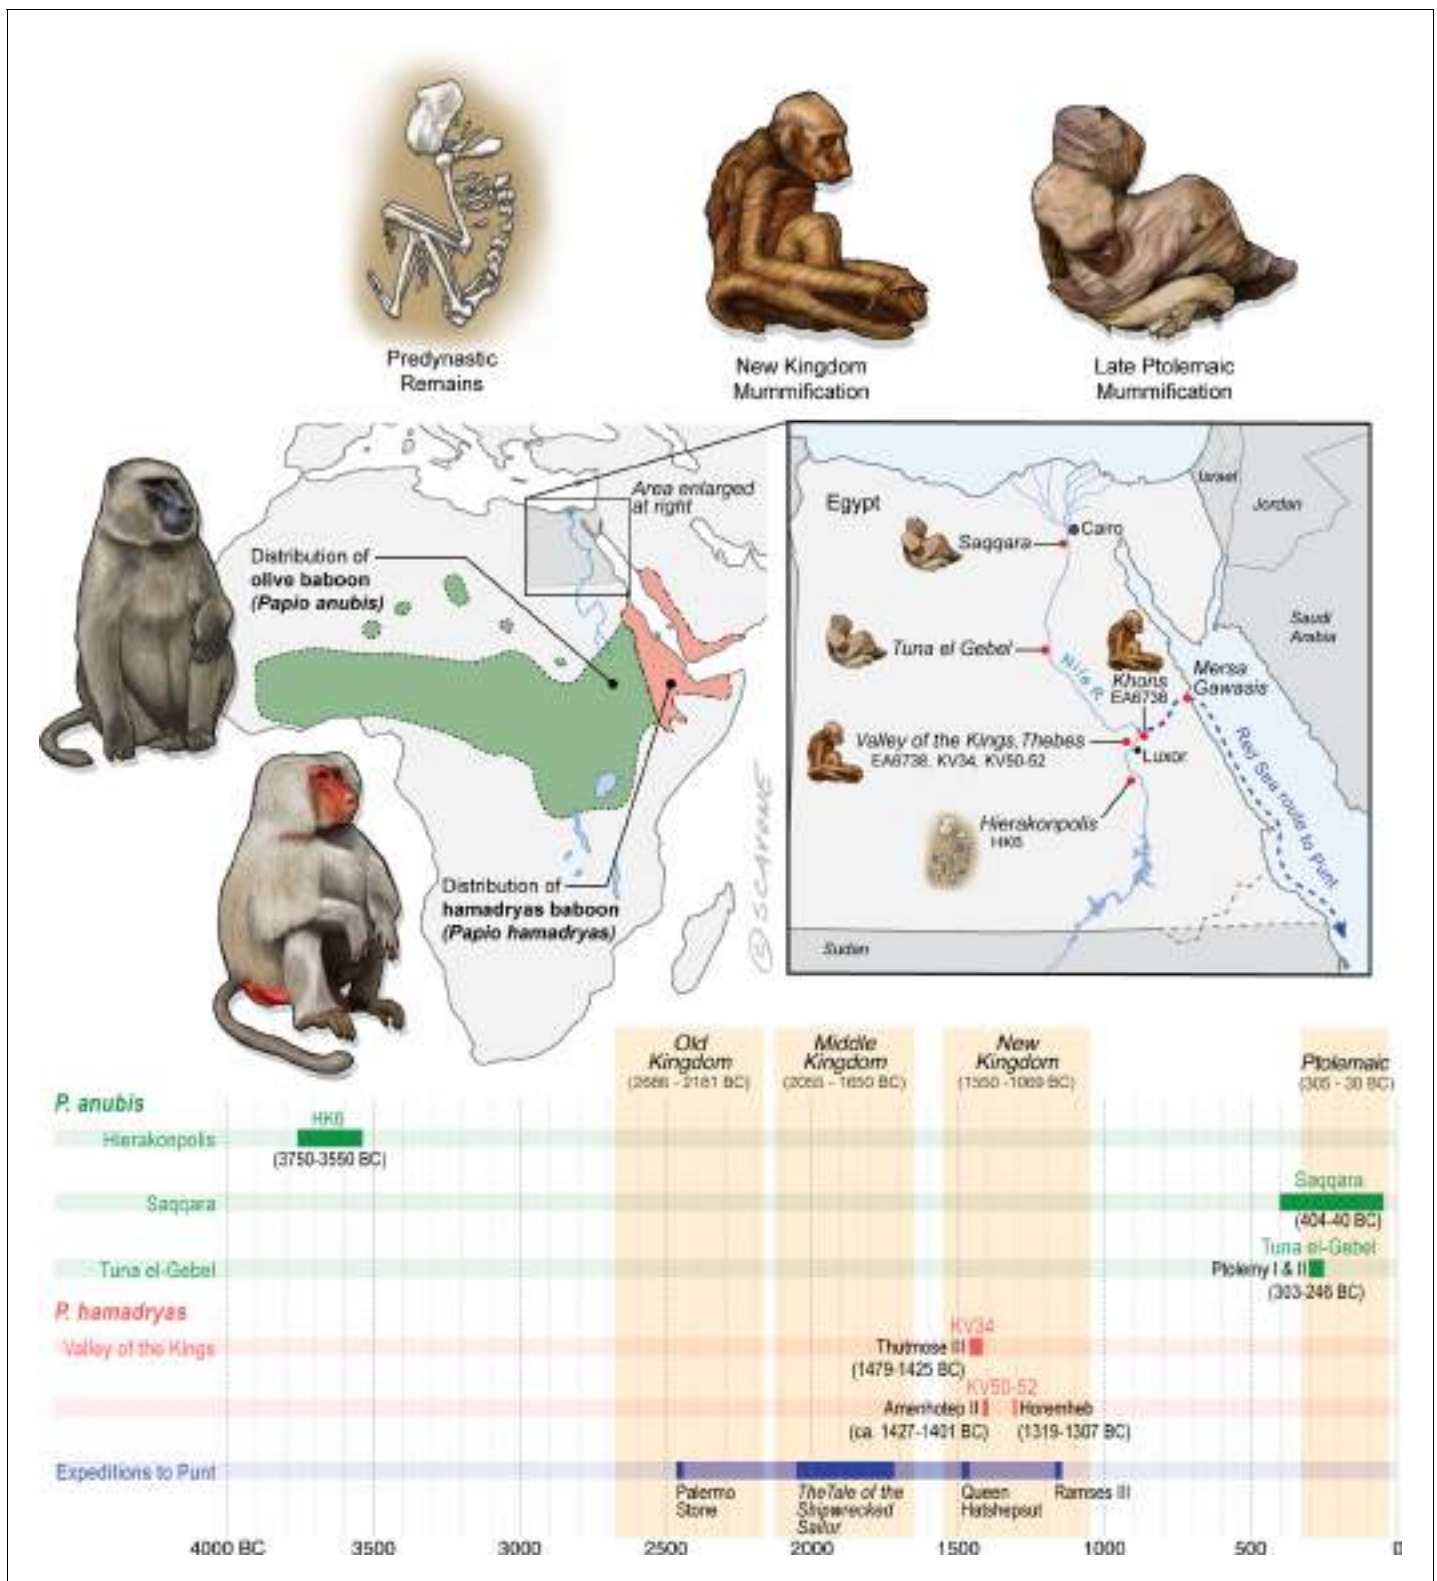 Predynastic
Remains
New Kingdom
Mummification
Late Ptolemaic
Mummification
Area enlarged
at right
Distribution of
olive baboon
(Papio anubis)
Distribution of
hamadryas baboon
(Papio hamadryas)
© SCAVONE
Egypt
Israel
Jordan
Cairo
Saqqara
Saudi
Arabia
Tuna el Gebel
Nile R.
Khons
EA6736
Mersa
Gawasis
Valley of the Kings, Thebes
EA6738, KV34, KV50-52
Luxor
Red Sea route to Punt
Hierakonpolis
HK6
Sudan
Old
Kingdom
(2686 - 2181 BC)
Middle
Kingdom
(2055 - 1650 BC)
New
Kingdom
(1550 -1069 BC)
Ptolemaic
(305 - 30 BC)
P. anubis
HK6
Hierakonpolis
(3750-3550 BC)
Saqqara
Saqqara
(404-40 BC)
Tuna el-Gebel
Tuna el-Gebel
Ptolemy I & II
(303-246 BC)
P. hamadryas
KV34
Valley of the Kings
Thutmose III
(1479-1425 BC)
KV50-52
Amenhotep II
Horemheb
(ca. 1427-1401 BC)
(1319-1307 BC)
Expeditions to Punt
Palermo
Stone
TheTale of the
Shipwrecked
Sailor
Queen
Hatshepsut
Ramses III
4000 BC
3500
3000
2500
2000
1500
1000
500
0